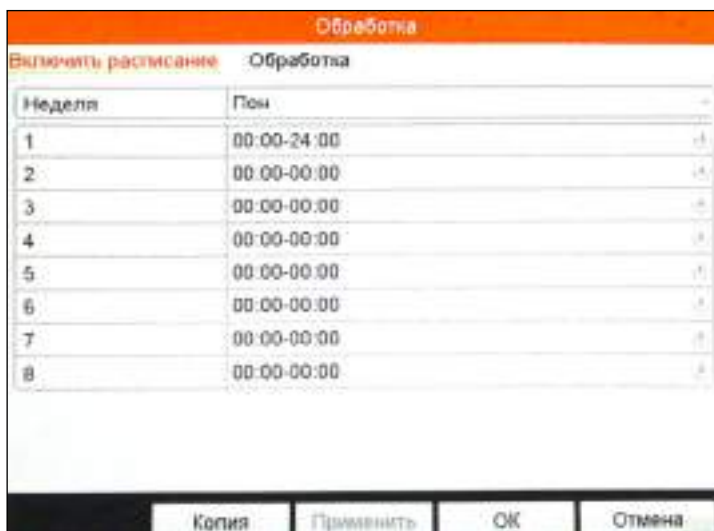 Обработка
Включить расписание Обработка
Неделя Пон
1 00:00-24:00
2 00:00-00:00
3 00:00-00:00
4 00:00-00:00
5 00:00-00:00
6 00:00-00:00
7 00:00-00:00
8 00:00-00:00
Копия Применить OK Отмена